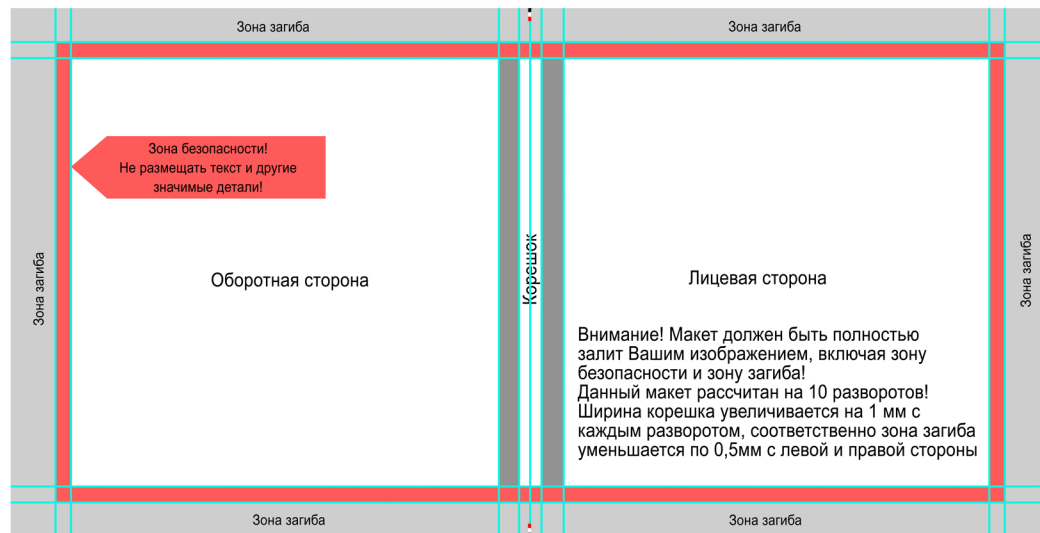 Зона загиба
Зона загиба
Зона безопасности!
Не размещать текст и другие
значимые детали!
Зона загиба
Оборотная сторона
Корешок
Лицевая сторона
Зона загиба
Внимание! Макет должен быть полностью
залит Вашим изображением, включая зону
безопасности и зону загиба!
Данный макет рассчитан на 10 разворотов!
Ширина корешка увеличивается на 1 мм с
каждым разворотом, соответственно зона загиба
уменьшается по 0,5мм с левой и правой стороны
Зона загиба
Зона загиба